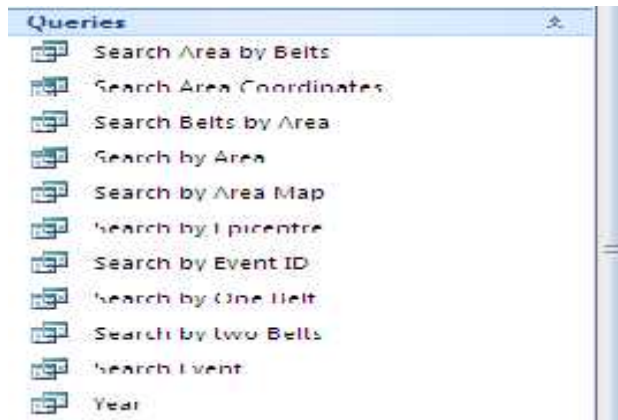 Queries
Search Area by Belts
Search Area Coordinates
Search Belts by Area
Search by Area
Search by Area Map
Search by Epicentre
Search by Event ID
Search by One Belt
Search by two Belts
Search Event
Year